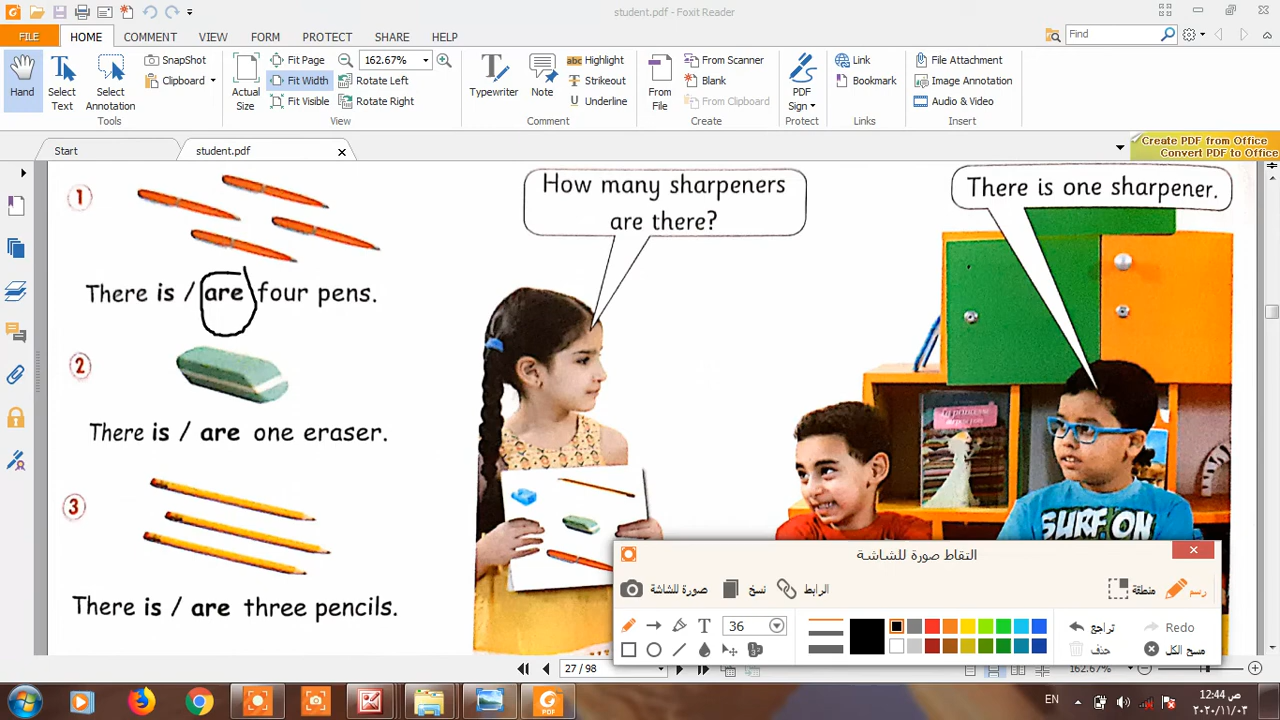 student.pdf - Foxit Reader
FILE
HOME
COMMENT
VIEW
FORM
PROTECT
SHARE
HELP
Find
Hand
Select Text
Select Annotation
SnapShot
Clipboard
Tools
Actual Size
Fit Page
Fit Width
Fit Visible
162.67%
Rotate Left
Rotate Right
View
Typewriter
Note
Highlight
Strikeout
Underline
Comment
From File
From Scanner
Blank
From Clipboard
Create
PDF Sign
Protect
Link
Bookmark
Links
File Attachment
Image Annotation
Audio & Video
Insert
Start
student.pdf
Create PDF from Office
Convert PDF to Office
1
There is / are four pens.
2
There is / are one eraser.
3
There is / are three pencils.
How many sharpeners
are there?
There is one sharpener.
La princesse
SURF ON
التقاط صورة للشاشة
صورة للشاشة
نسخ
الرابط
منطقة
رسم
T
36
تراجع
Redo
حذف
مسح الكل
27 / 98
162.67%
PDF
EN
12:44 ص
٢٠٢٠/١١/٠٣